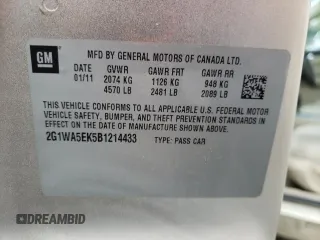 GM
MFD BY GENERAL MOTORS OF CANADA LTD.
DATE GVWR GAWR FRT GAWR RR
01/11 2074 KG 1126 KG 948 KG
4570 LB 2481 LB 2089 LB
THIS VEHICLE CONFORMS TO ALL APPLICABLE U.S. FEDERAL MOTOR
VEHICLE SAFETY, BUMPER, AND THEFT PREVENTION STANDARDS
IN EFFECT ON THE DATE OF MANUFACTURE SHOWN ABOVE.
2G1WA5EK5B1214433 TYPE: PASS CAR
DREAMBID